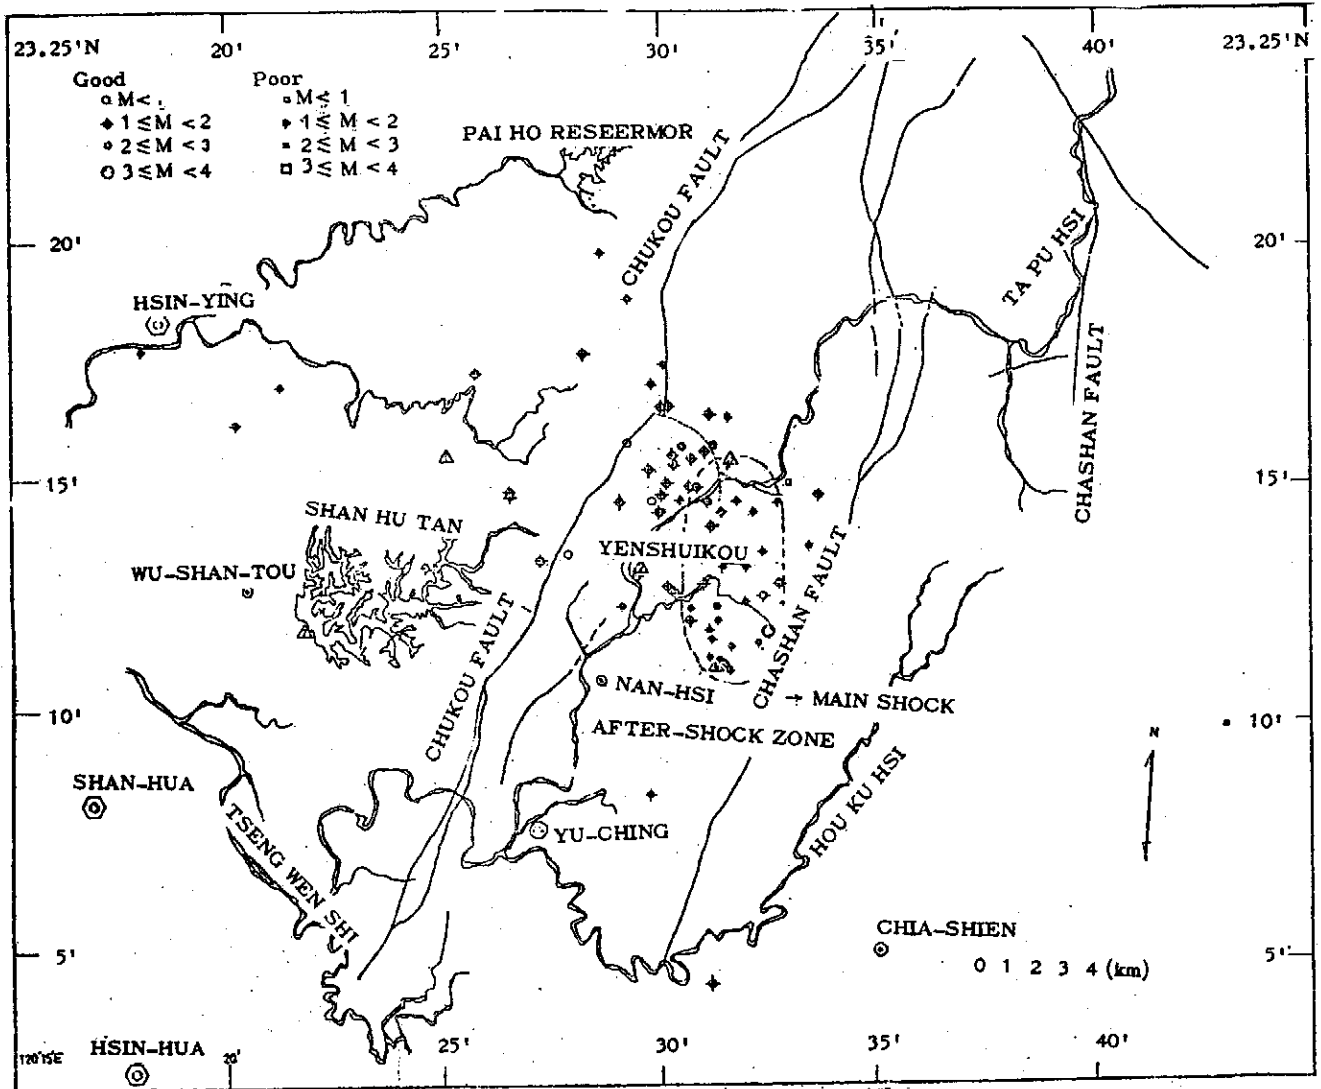 23.25'N 20' 25' 30' 35' 40' 23.25'N
Good Poor
M<
M≤ 1
1≤M <2
1≤M <2
2≤M <3
2≤M <3
3≤M <4
3≤M <4
PAI HO RESEERMOR
CHUKOU FAULT
TA PU HSI
20'
20'
HSIN-YING
CHASHAN FAULT
15'
15'
SHAN HU TAN
YENSHUIKOU
WU-SHAN-TOU
CHUKOU FAULT
CHASHAN FAULT
NAN-HSI
MAIN SHOCK
AFTER-SHOCK ZONE
10'
10'
N
SHAN-HUA
TSENG WEN SHI
YU-CHING
HOU KU HSI
CHIA-SHIEN
5'
5'
0 1 2 3 4 (km)
HSIN-HUA
120°15'E 20' 25' 30' 35' 40'